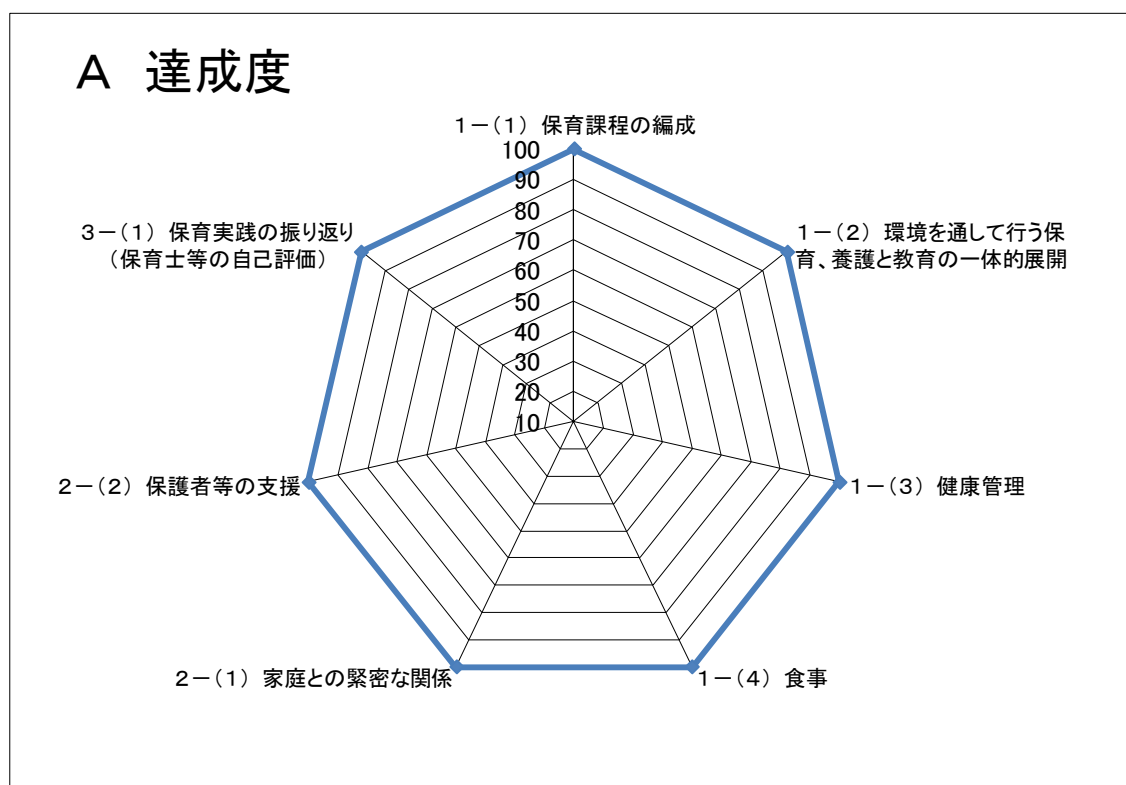 A 達成度
1－(1) 保育課程の編成
100
90
80
70
60
50
40
30
20
10
1－(2) 環境を通して行う保
育、養護と教育の一体的展開
1－(3) 健康管理
1－(4) 食事
2－(1) 家庭との緊密な関係
2－(2) 保護者等の支援
3－(1) 保育実践の振り返り
(保育士等の自己評価)